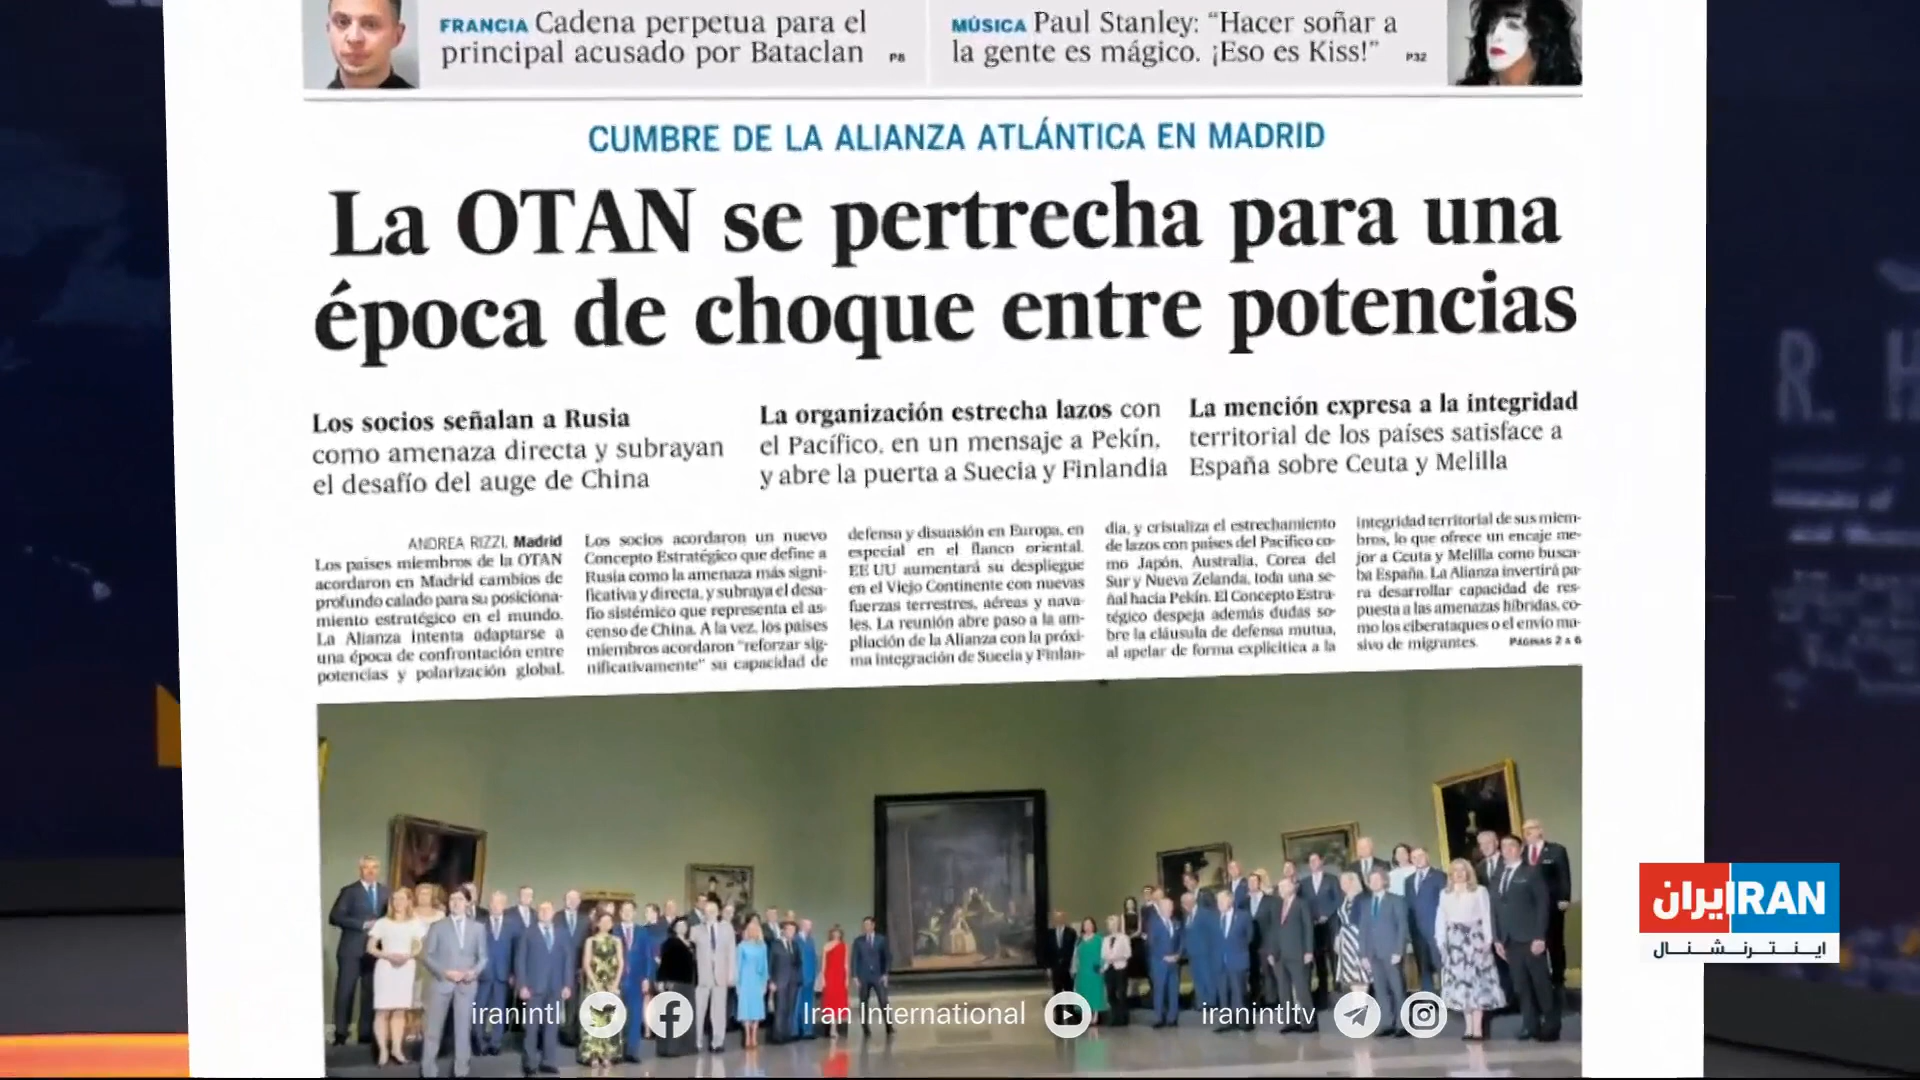 FRANCIA Cadena perpetua para el
principal acusado por Bataclan P8
MÚSICA Paul Stanley: “Hacer soñar a
la gente es mágico. ¡Eso es Kiss!” P32
CUMBRE DE LA ALIANZA ATLÁNTICA EN MADRID
La OTAN se pertrecha para una
época de choque entre potencias
Los socios señalan a Rusia
como amenaza directa y subrayan
el desafío del auge de China
La organización estrecha lazos con
el Pacífico, en un mensaje a Pekín,
y abre la puerta a Suecia y Finlandia
La mención expresa a la integridad
territorial de los países satisface a
España sobre Ceuta y Melilla
ANDREA RIZZI, Madrid
Los países miembros de la OTAN
acordaron en Madrid cambios de
profundo calado para su posiciona-
miento estratégico en el mundo.
La Alianza intenta adaptarse a
una época de confrontación entre
potencias y polarización global.
Los socios acordaron un nuevo
Concepto Estratégico que define a
Rusia como la amenaza más signi-
ficativa y directa, y subraya el desa-
fío sistémico que representa el as-
censo de China. A la vez, los países
miembros acordaron “reforzar sig-
nificativamente” su capacidad de
defensa y disuasión en Europa, en
especial en el flanco oriental.
EE UU aumentará su despliegue
en el Viejo Continente con nuevas
fuerzas terrestres, aéreas y nava-
les. La reunión abre paso a la am-
pliación de la Alianza con la próxi-
ma integración de Suecia y Finlan-
dia, y cristaliza el estrechamiento
de lazos con países del Pacífico co-
mo Japón, Australia, Corea del
Sur y Nueva Zelanda, toda una se-
ñal hacia Pekín. El Concepto Estra-
tégico despeja además dudas so-
bre la cláusula de defensa mutua,
al apelar de forma explicitica a la
integridad territorial de sus miem-
bros, lo que ofrece un encaje me-
jor a Ceuta y Melilla como busca-
ba España. La Alianza invertirá pa-
ra desarrollar capacidad de res-
puesta a las amenazas híbridas, co-
mo los ciberataques o el envío ma-
sivo de migrantes. PÁGINAS 2 A 6
R. H
ایران IRAN
اینترنشنال
iranintl
Iran International
iranintltv